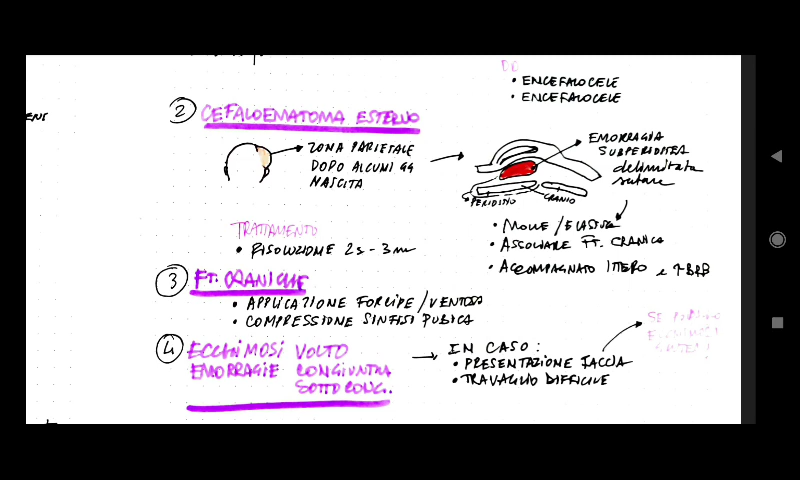 DD
• ENCEFALOCELE
• ENCEFALOCELE
② CEFALOEMATOMA ESTERNO
ZONA PARIETALE
DOPO ALCUNI GG
NASCITA
EMORRAGIA
SUBPERIOSTEA
delimitata
suture
PERIOSTIO
CRANIO
• MOLLE / ELASTICA
• ASSOCIARE FT. CRANICA
• ACCOMPAGNATO ITTERO e ↑BRB
TRATTAMENTO
• RISOLUZIONE 2s - 3m
③ FT. CRANICHE
• APPLICAZIONE FORCIPE / VENTOSA
• COMPRESSIONE SINFISI PUBICA
④ ECCHIMOSI VOLTO
EMORRAGIE CONGIUNTIVA
SOTTOCONG.
IN CASO:
• PRESENTAZIONE FACCIA
• TRAVAGLIO DIFFICILE